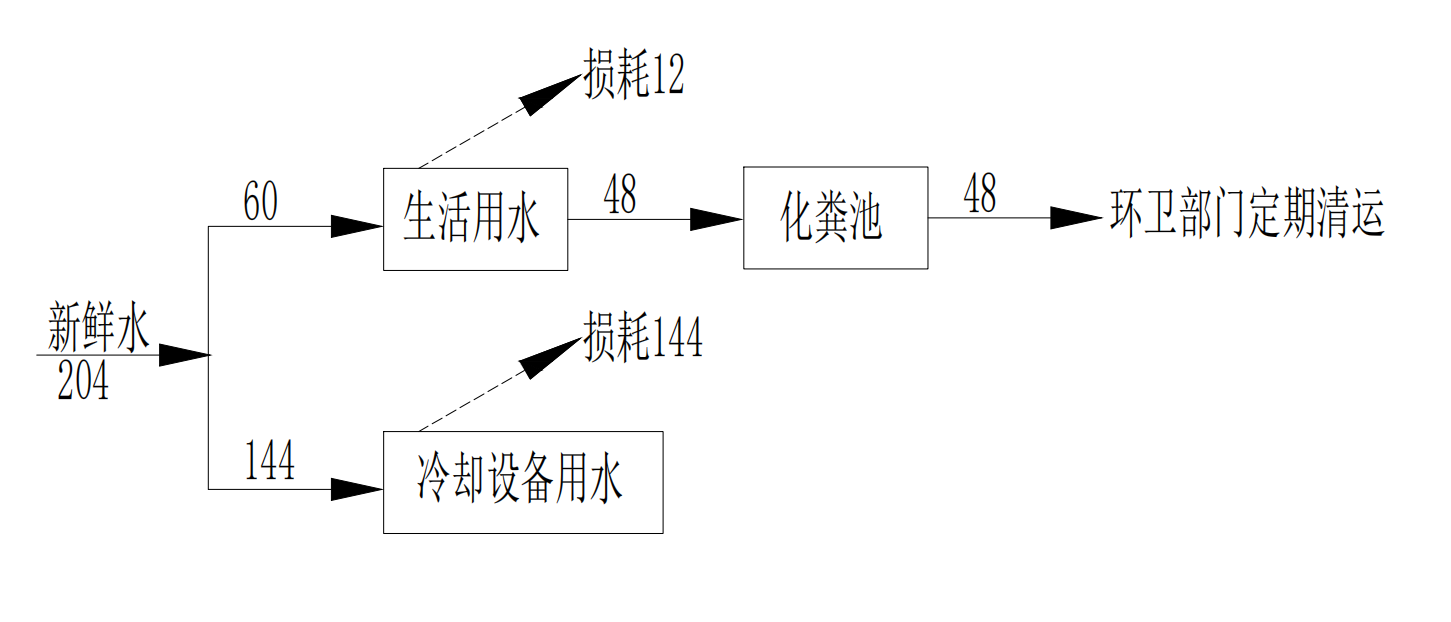 损耗12
60
生活用水
48
化粪池
48
环卫部门定期清运
新鲜水
204
损耗144
144
冷却设备用水